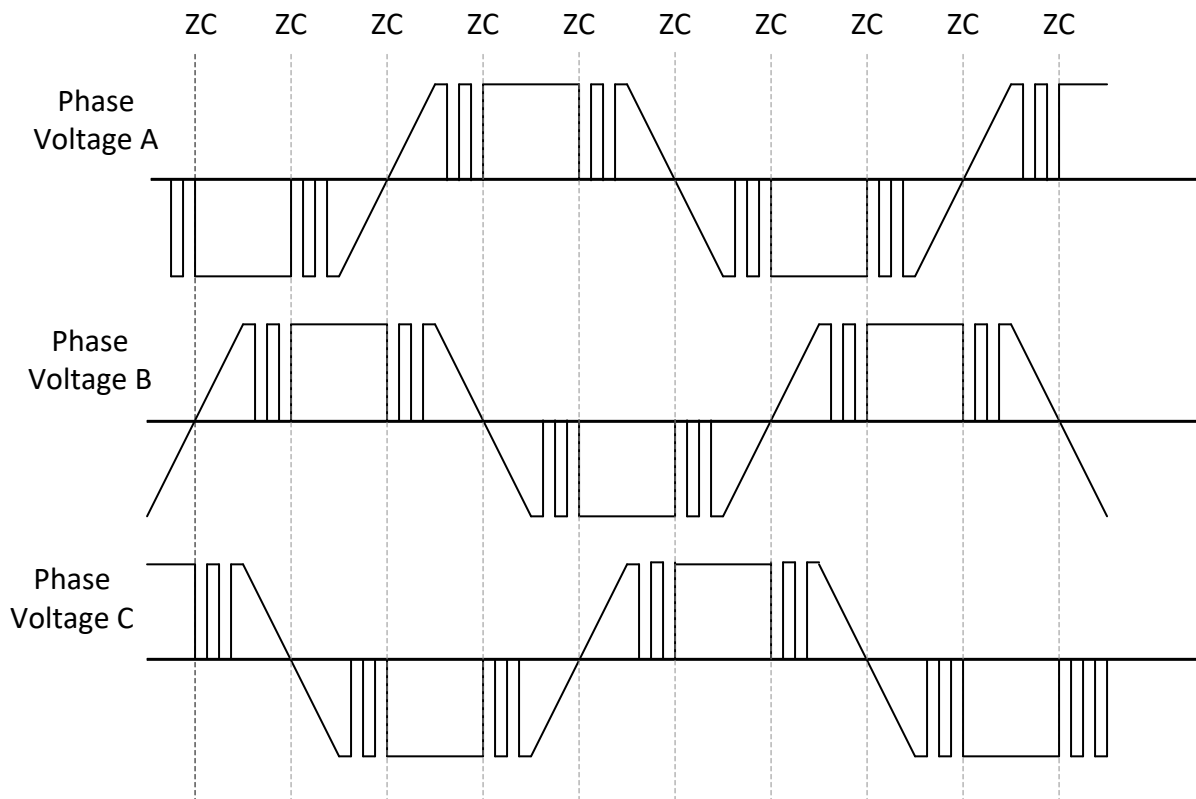 ZC ZC ZC ZC ZC ZC ZC ZC ZC ZC
Phase
Voltage A
Phase
Voltage B
Phase
Voltage C